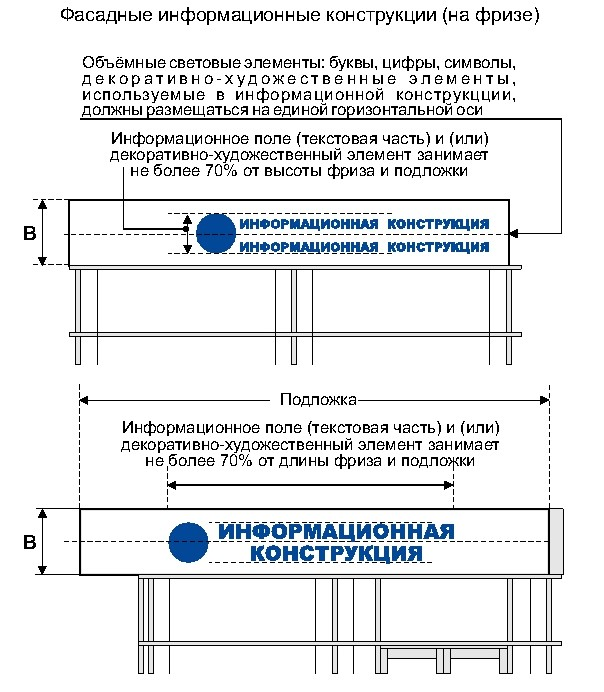 Фасадные информационные конструкции (на фризе)
Объёмные световые элементы: буквы, цифры, символы,
декоративно-художественные элементы,
используемые в информационной конструкцции,
должны размещаться на единой горизонтальной оси
Информационное поле (текстовая часть) и (или)
декоративно-художественный элемент занимает
не более 70% от высоты фриза и подложки
В
ИНФОРМАЦИОННАЯ КОНСТРУКЦИЯ
ИНФОРМАЦИОННАЯ КОНСТРУКЦИЯ
Подложка
Информационное поле (текстовая часть) и (или)
декоративно-художественный элемент занимает
не более 70% от длины фриза и подложки
В
ИНФОРМАЦИОННАЯ
КОНСТРУКЦИЯ